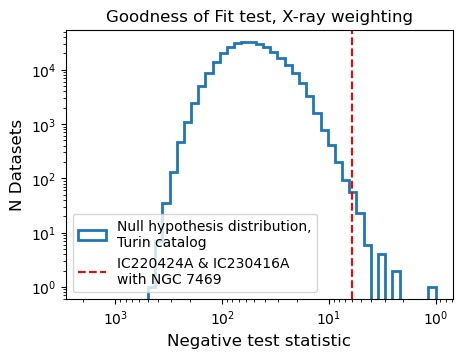 Goodness of Fit test, X-ray weighting
N Datasets
10⁴
10³
10²
10¹
10⁰
Null hypothesis distribution,
Turin catalog
IC220424A & IC230416A
with NGC 7469
10³
10²
10¹
10⁰
Negative test statistic